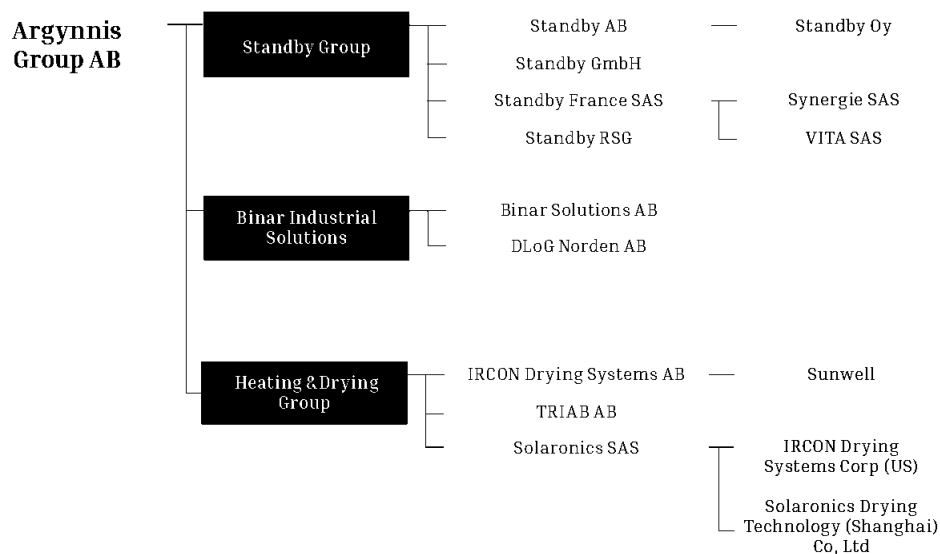 Argynnis
Group AB
Standby Group
Standby AB
Standby Oy
Standby GmbH
Standby France SAS
Synergie SAS
Standby RSG
VITA SAS
Binar Industrial
Solutions
Binar Solutions AB
DLoG Norden AB
Heating &Drying
Group
IRCON Drying Systems AB
Sunwell
TRIAB AB
Solaronics SAS
IRCON Drying
Systems Corp (US)
Solaronics Drying
Technology (Shanghai)
Co, Ltd